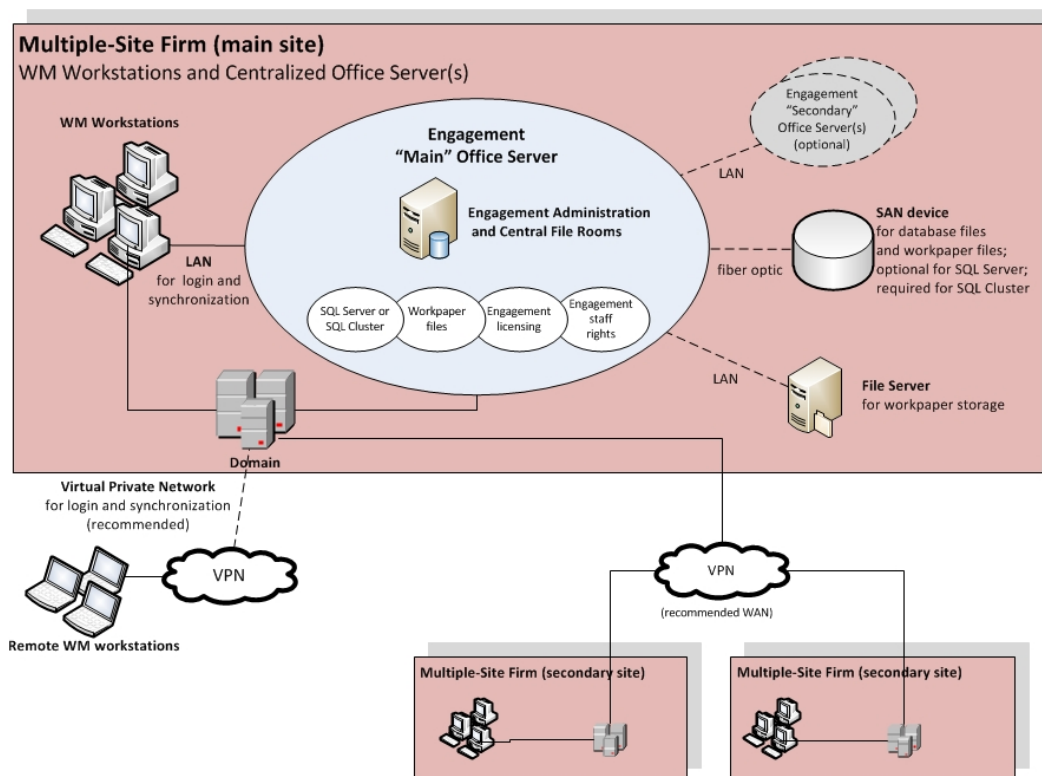 Multiple-Site Firm (main site)
WM Workstations and Centralized Office Server(s)
WM Workstations
LAN
for login and
synchronization
Engagement
“Main” Office Server
Engagement Administration
and Central File Rooms
SQL Server or
SQL Cluster
Workpaper
files
Engagement
licensing
Engagement
staff
rights
Engagement
“Secondary”
Office Server(s)
(optional)
LAN
SAN device
for database files
and workpaper files;
optional for SQL Server;
required for SQL Cluster
fiber optic
LAN
File Server
for workpaper storage
Domain
Virtual Private Network
for login and synchronization
(recommended)
VPN
Remote WM workstations
VPN
(recommended WAN)
Multiple-Site Firm (secondary site)
Multiple-Site Firm (secondary site)